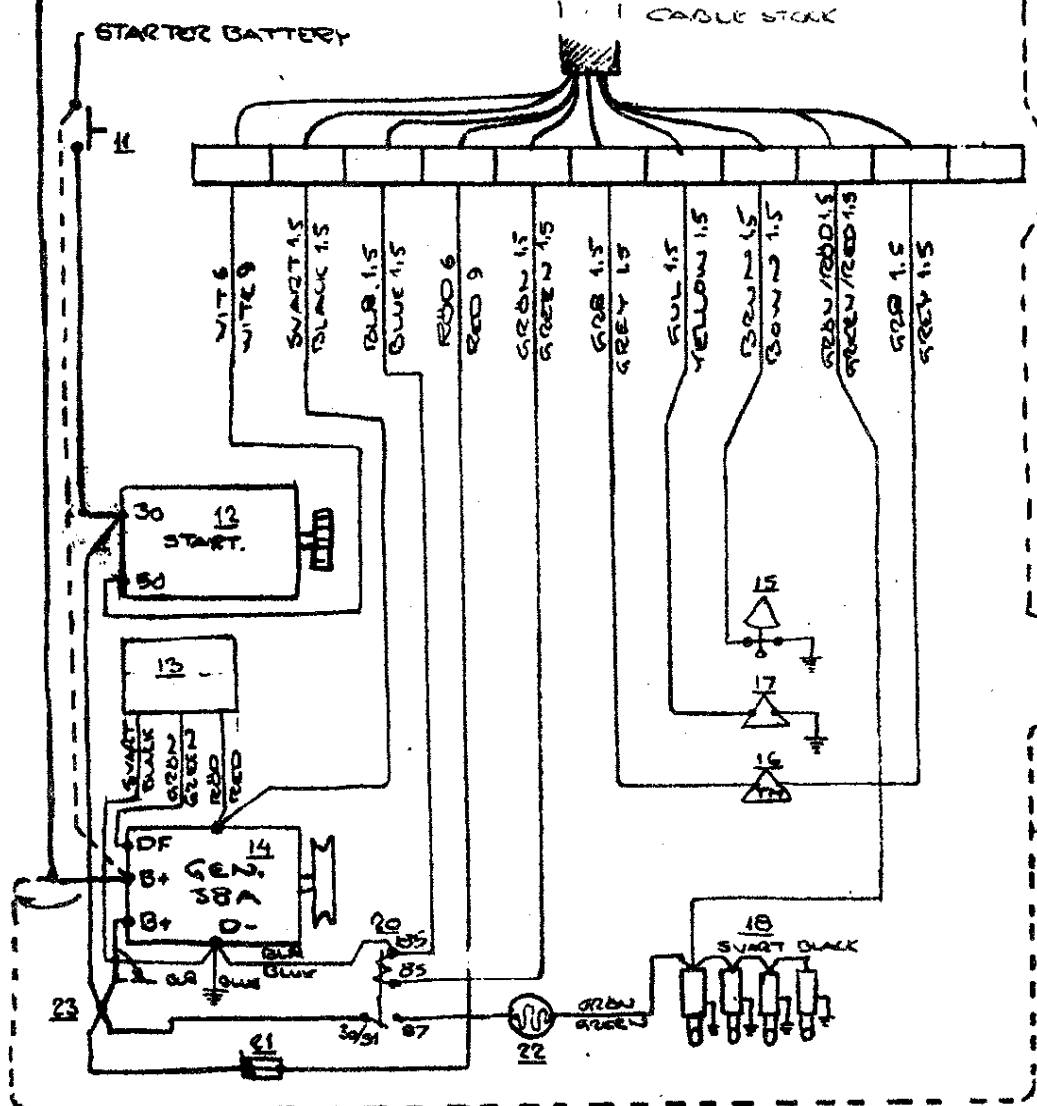 CABLE STOCK
STARTER BATTERY
11
VIT 6
VITE 9
SVART 1.5
BLACK 1.5
BLÅ 1.5
BLUE 1.5
RÖD 6
RED 9
GRÖN 1.5
GREEN 1.5
GRÅ 1.5
GREY 1.5
GUL 1.5
YELLOW 1.5
BRN 1.5
BOWN 1.5
GRÖN/RÖD 1.5
GREEN/RED 1.5
GRÅ 1.5
GREY 1.5
30
12
START.
50
15
13
17
SVART
BLACK
GRÖN
GREEN
RÖD
RED
16
DF
14
B+
GEN.
38A
B+
D-
20
85
18
BLÅ
BLUE
85
SVART BLACK
BLÅ
BLUE
23
30/51
87
GRÖN
GREEN
22
21